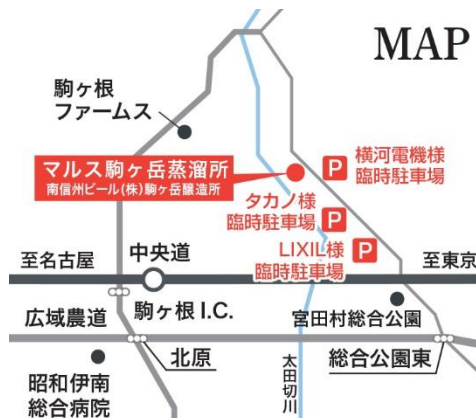 MAP
駒ヶ根
ファームス
マルス駒ヶ岳蒸溜所
南信州ビール(株)駒ヶ岳醸造所
P
横河電機様
臨時駐車場
タカノ様
臨時駐車場
P
LIXIL様
臨時駐車場
P
至名古屋
中央道
至東京
駒ヶ根 I.C.
宮田村総合公園
広域農道
北原
太田切川
総合公園東
昭和伊南
総合病院